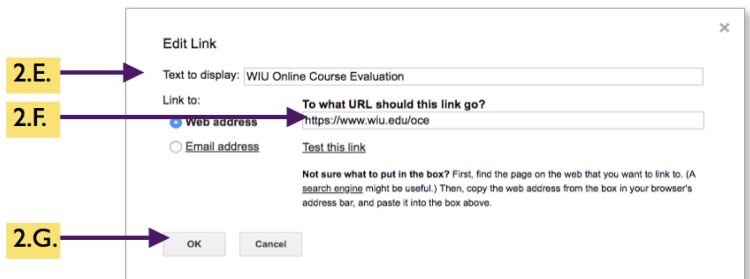 ×
Edit Link
2.E.
Text to display: WIU Online Course Evaluation
Link to:
To what URL should this link go?
2.F.
Web address
https://www.wiu.edu/oce
Email address
Test this link
Not sure what to put in the box? First, find the page on the web that you want to link to. (A
search engine might be useful.) Then, copy the web address from the box in your browser's
address bar, and paste it into the box above.
2.G.
OK
Cancel